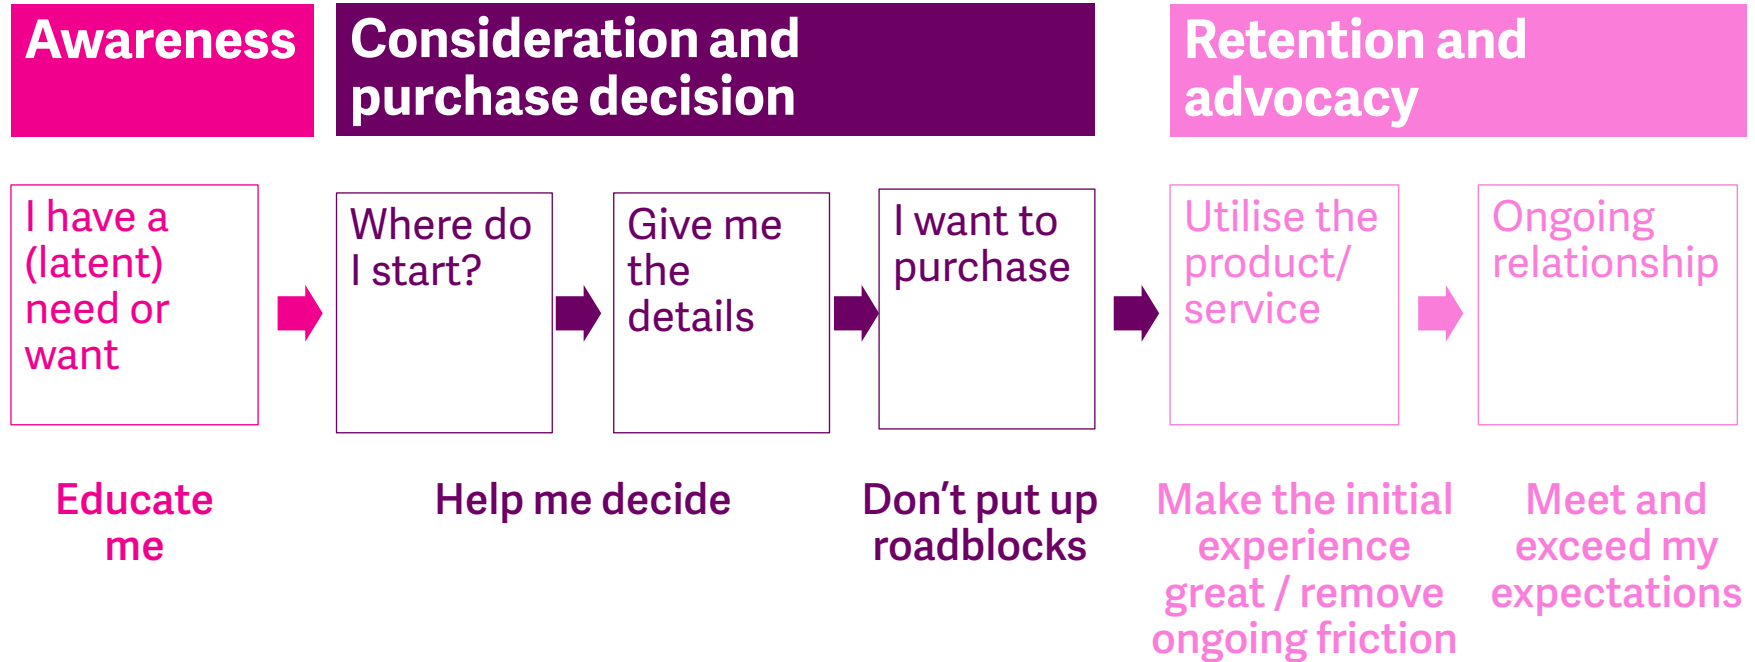 Awareness
Consideration and
purchase decision
Retention and
advocacy
I have a
(latent)
need or
want
Where do
I start?
Give me
the
details
I want to
purchase
Utilise the
product/
service
Ongoing
relationship
Educate
me
Help me decide
Don’t put up
roadblocks
Make the initial
experience
great / remove
ongoing friction
Meet and
exceed my
expectations